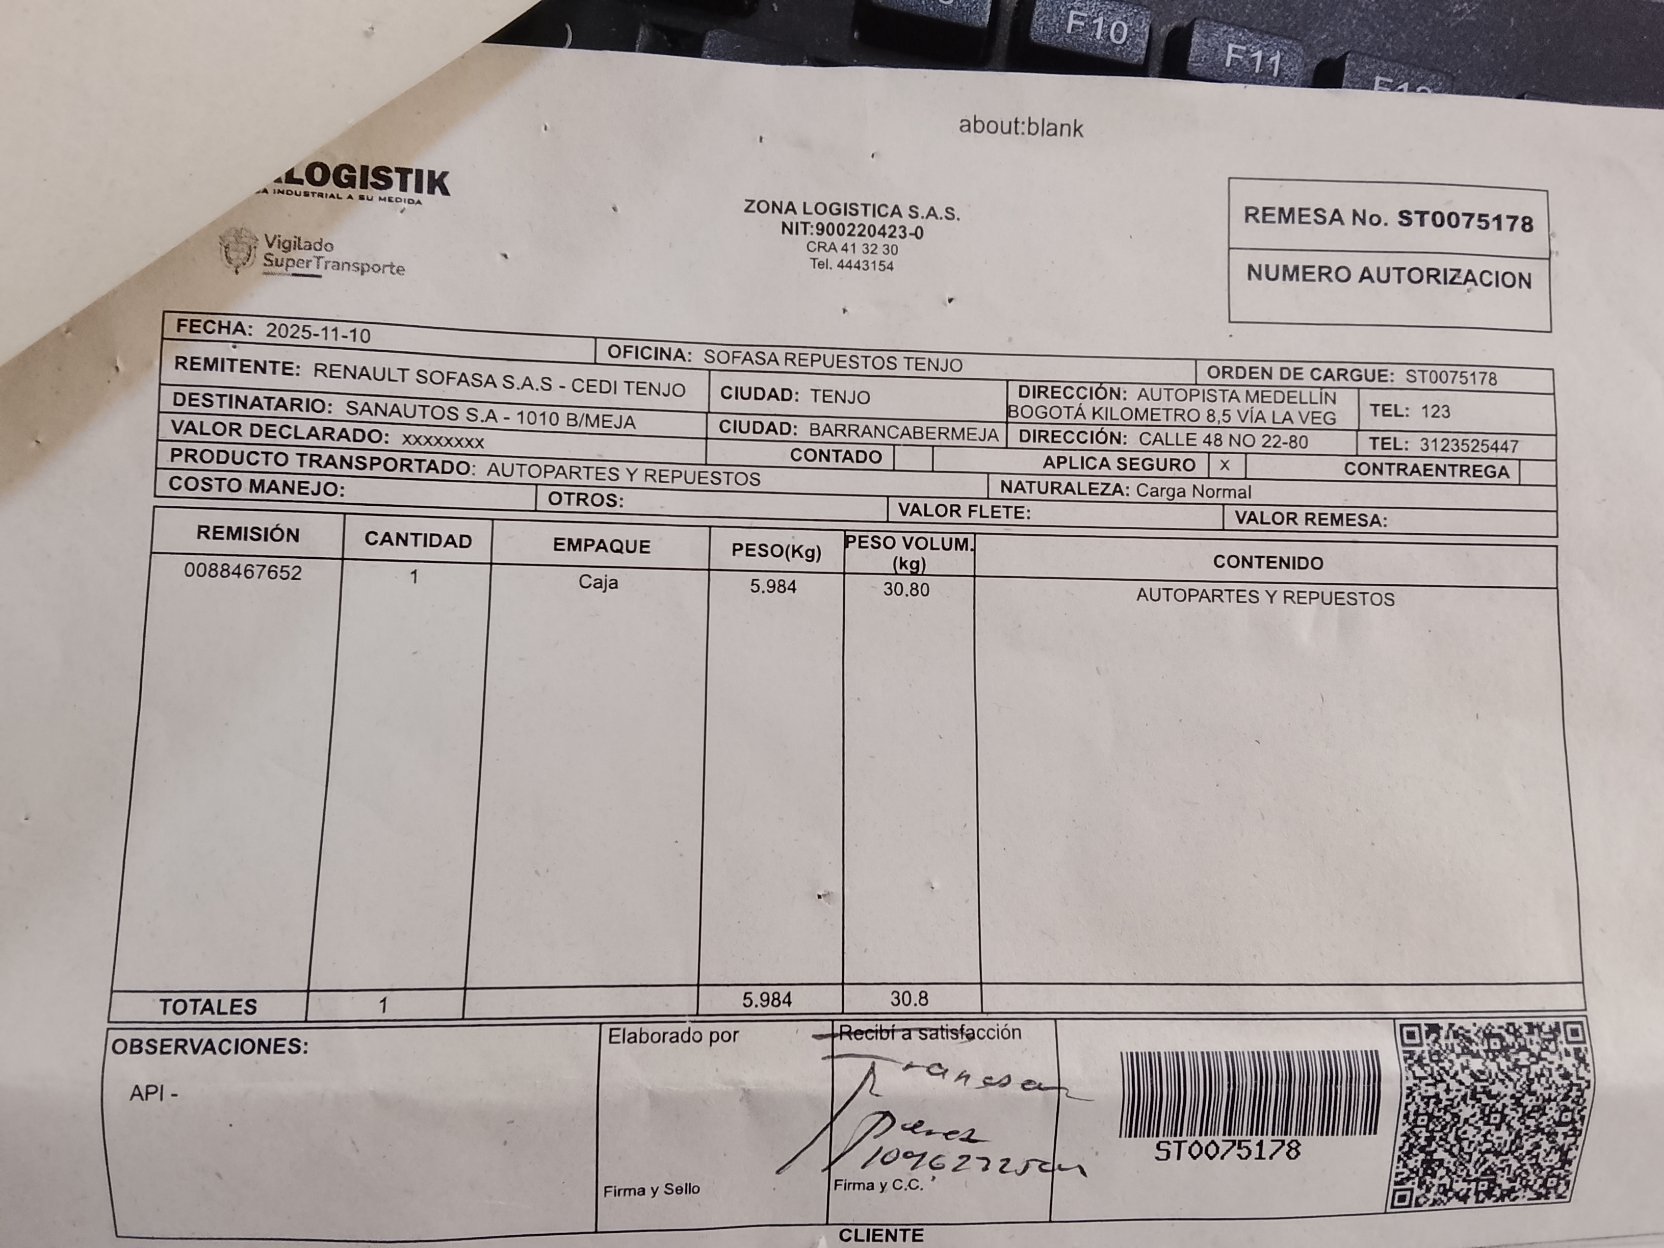 F10
F11
about:blank
LOGISTIK
A INDUSTRIAL A SU MEDIDA
Vigilado
SuperTransporte
ZONA LOGISTICA S.A.S.
NIT:900220423-0
CRA 41 32 30
Tel. 4443154
REMESA No. ST0075178
NUMERO AUTORIZACION
FECHA: 2025-11-10
OFICINA: SOFASA REPUESTOS TENJO
ORDEN DE CARGUE: ST0075178
REMITENTE: RENAULT SOFASA S.A.S - CEDI TENJO
CIUDAD: TENJO
DIRECCIÓN: AUTOPISTA MEDELLÍN
BOGOTÁ KILOMETRO 8,5 VÍA LA VEG
TEL: 123
DESTINATARIO: SANAUTOS S.A - 1010 B/MEJA
CIUDAD: BARRANCABERMEJA
DIRECCIÓN: CALLE 48 NO 22-80
TEL: 3123525447
VALOR DECLARADO: xxxxxxxx
CONTADO
APLICA SEGURO X
CONTRAENTREGA
PRODUCTO TRANSPORTADO: AUTOPARTES Y REPUESTOS
NATURALEZA: Carga Normal
COSTO MANEJO:
OTROS:
VALOR FLETE:
VALOR REMESA:
REMISIÓN CANTIDAD EMPAQUE PESO(Kg) PESO VOLUM.(kg) CONTENIDO
0088467652 1 Caja 5.984 30.80 AUTOPARTES Y REPUESTOS
TOTALES 1 5.984 30.8
OBSERVACIONES:
API -
Elaborado por
Firma y Sello
Recibí a satisfacción
Firma y C.C.
ST0075178
CLIENTE